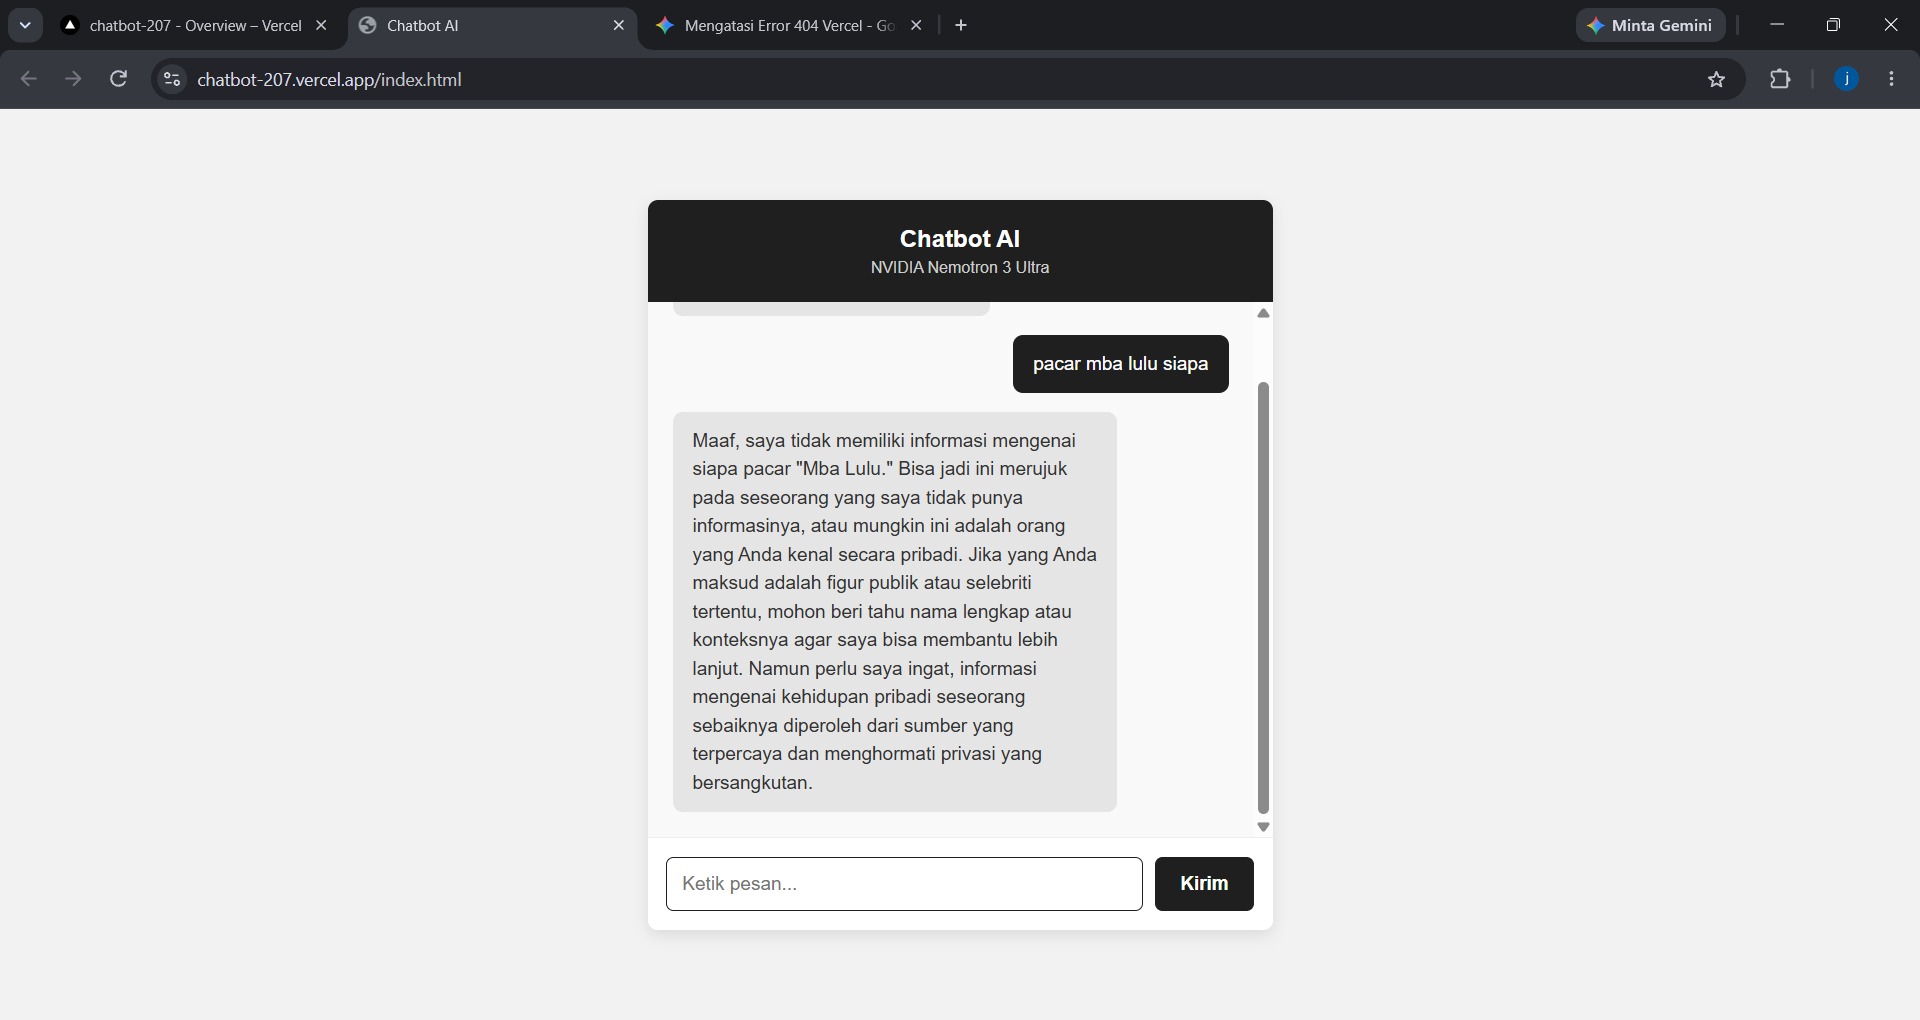 chatbot-207 - Overview – Vercel
Chatbot AI
Mengatasi Error 404 Vercel - Go
Minta Gemini
chatbot-207.vercel.app/index.html
j
Chatbot AI
NVIDIA Nemotron 3 Ultra
pacar mba lulu siapa
Maaf, saya tidak memiliki informasi mengenai
siapa pacar "Mba Lulu." Bisa jadi ini merujuk
pada seseorang yang saya tidak punya
informasinya, atau mungkin ini adalah orang
yang Anda kenal secara pribadi. Jika yang Anda
maksud adalah figur publik atau selebriti
tertentu, mohon beri tahu nama lengkap atau
konteksnya agar saya bisa membantu lebih
lanjut. Namun perlu saya ingat, informasi
mengenai kehidupan pribadi seseorang
sebaiknya diperoleh dari sumber yang
terpercaya dan menghormati privasi yang
bersangkutan.
Ketik pesan...
Kirim